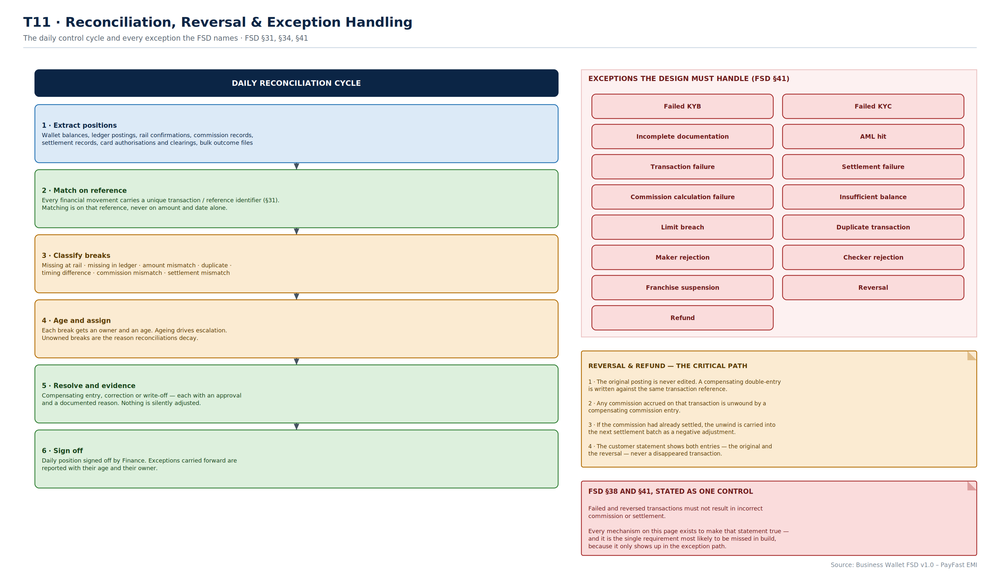 T11 · Reconciliation, Reversal & Exception Handling
The daily control cycle and every exception the FSD names · FSD §31, §34, §41
DAILY RECONCILIATION CYCLE
1 · Extract positions
Wallet balances, ledger postings, rail confirmations, commission records,
settlement records, card authorisations and clearings, bulk outcome files
2 · Match on reference
Every financial movement carries a unique transaction / reference identifier (§31).
Matching is on that reference, never on amount and date alone.
3 · Classify breaks
Missing at rail · missing in ledger · amount mismatch · duplicate ·
timing difference · commission mismatch · settlement mismatch
4 · Age and assign
Each break gets an owner and an age. Ageing drives escalation.
Unowned breaks are the reason reconciliations decay.
5 · Resolve and evidence
Compensating entry, correction or write-off — each with an approval
and a documented reason. Nothing is silently adjusted.
6 · Sign off
Daily position signed off by Finance. Exceptions carried forward are
reported with their age and their owner.
EXCEPTIONS THE DESIGN MUST HANDLE (FSD §41)
Failed KYB
Failed KYC
Incomplete documentation
AML hit
Transaction failure
Settlement failure
Commission calculation failure
Insufficient balance
Limit breach
Duplicate transaction
Maker rejection
Checker rejection
Franchise suspension
Reversal
Refund
REVERSAL & REFUND — THE CRITICAL PATH
1 · The original posting is never edited. A compensating double-entry
is written against the same transaction reference.
2 · Any commission accrued on that transaction is unwound by a
compensating commission entry.
3 · If the commission had already settled, the unwind is carried into
the next settlement batch as a negative adjustment.
4 · The customer statement shows both entries — the original and
the reversal — never a disappeared transaction.
FSD §38 AND §41, STATED AS ONE CONTROL
Failed and reversed transactions must not result in incorrect
commission or settlement.
Every mechanism on this page exists to make that statement true —
and it is the single requirement most likely to be missed in build,
because it only shows up in the exception path.
Source: Business Wallet FSD v1.0 – PayFast EMI